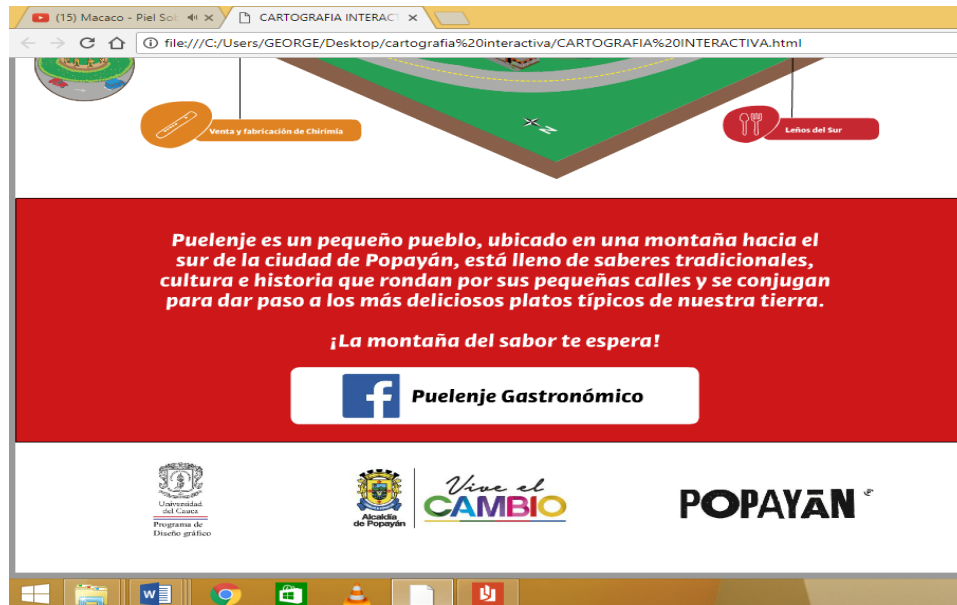 (15) Macaco - Piel Sol
CARTOGRAFIA INTERACT
file:///C:/Users/GEORGE/Desktop/cartografia%20interactiva/CARTOGRAFIA%20INTERACTIVA.html
Venta y fabricación de Chirimia
N
Leños del Sur
Puelenje es un pequeño pueblo, ubicado en una montaña hacia el
sur de la ciudad de Popayán, está lleno de saberes tradicionales,
cultura e historia que rondan por sus pequeñas calles y se conjugan
para dar paso a los más deliciosos platos típicos de nuestra tierra.
¡La montaña del sabor te espera!
f Puelenje Gastronómico
Universidad
del Cauca
Programa de
Diseño gráfico
Alcaldía
de Popayán
Vive el
CAMBIO
POPAYĀN